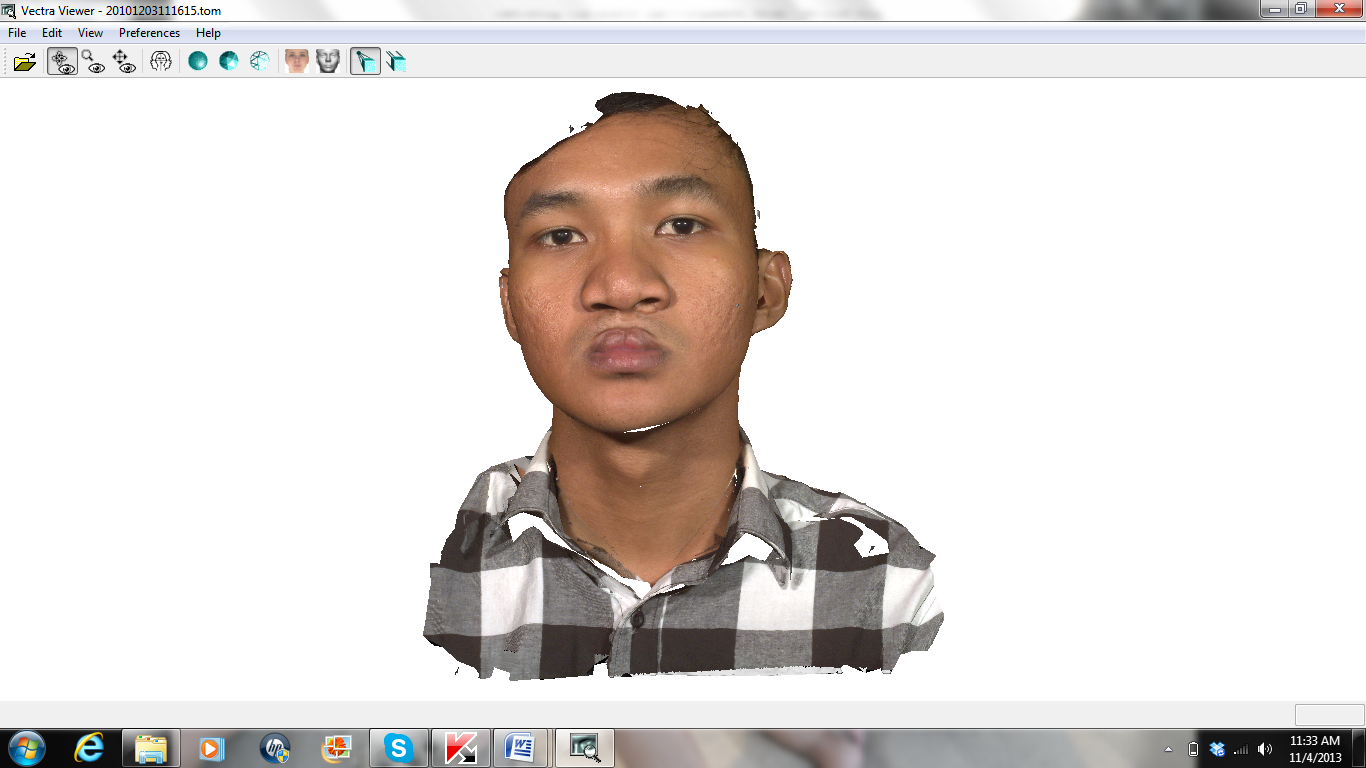 Vectra Viewer - 20101203111615.tom
File Edit View Preferences Help
11:33 AM
11/4/2013